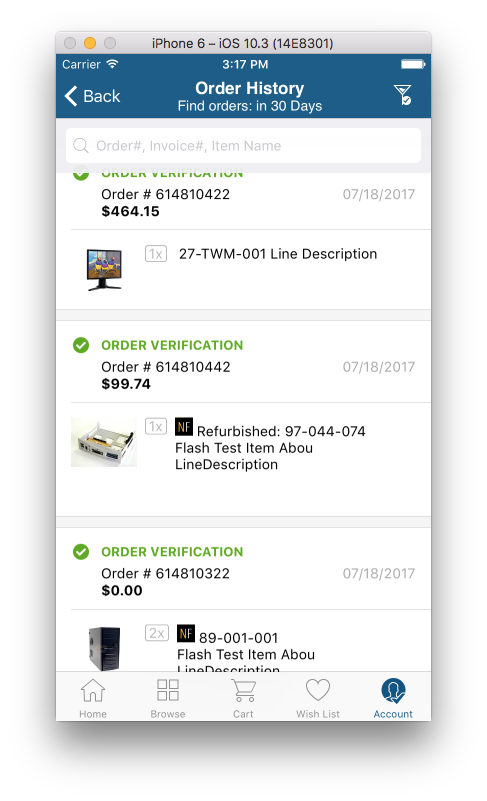 iPhone 6 – iOS 10.3 (14E8301)
Carrier 3:17 PM
Back
Order History
Find orders: in 30 Days
Order#, Invoice#, Item Name
ORDER VERIFICATION
Order # 614810422 07/18/2017
$464.15
1x 27-TWM-001 Line Description
ORDER VERIFICATION
Order # 614810442 07/18/2017
$99.74
1x NF Refurbished: 97-044-074
Flash Test Item Abou
LineDescription
ORDER VERIFICATION
Order # 614810322 07/18/2017
$0.00
2x NF 89-001-001
Flash Test Item Abou
LineDescription
Home Browse Cart Wish List Account